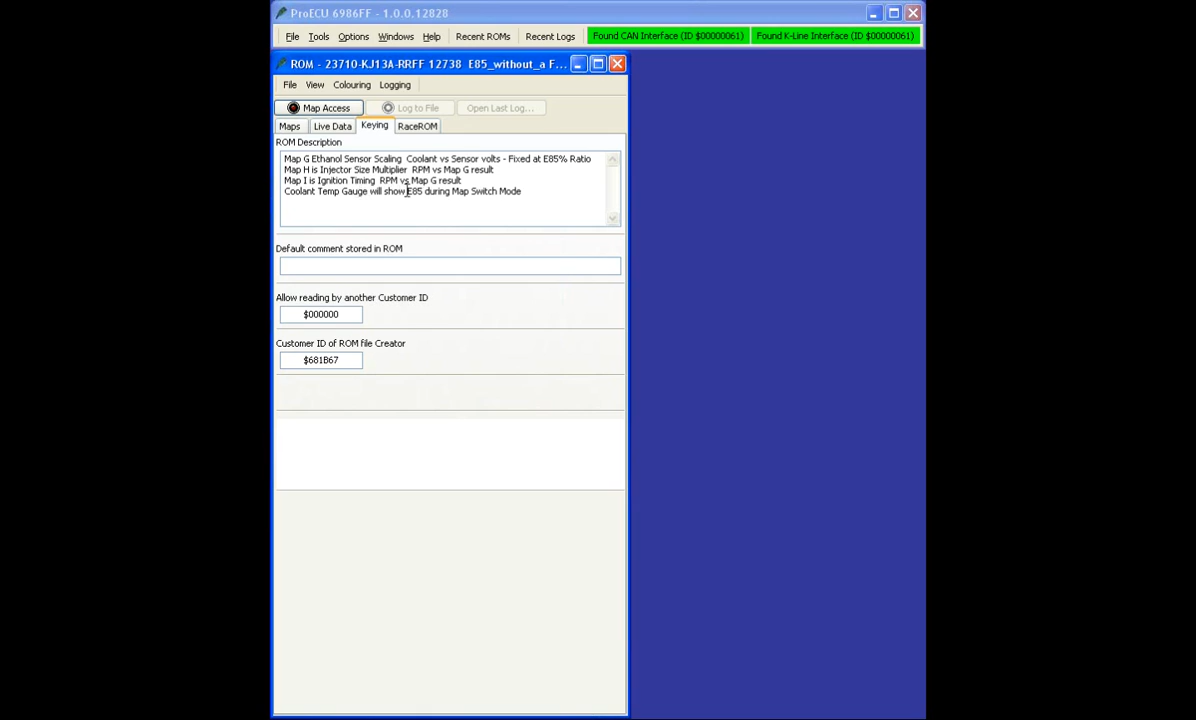 ProECU 6986FF - 1.0.0.12828
File Tools Options Windows Help Recent ROMs Recent Logs Found CAN Interface (ID $00000061) Found K-Line Interface (ID $00000061)
ROM - 23710-KJ13A-RRFF 12738 E85_without_a F...
File View Colouring Logging
Map Access Log to File Open Last Log...
Maps Live Data Keying RaceROM
ROM Description
Map G Ethanol Sensor Scaling Coolant vs Sensor volts - Fixed at E85% Ratio
Map H is Injector Size Multiplier RPM vs Map G result
Map I is Ignition Timing RPM vs Map G result
Coolant Temp Gauge will show E85 during Map Switch Mode
Default comment stored in ROM
Allow reading by another Customer ID
$000000
Customer ID of ROM file Creator
$681B67